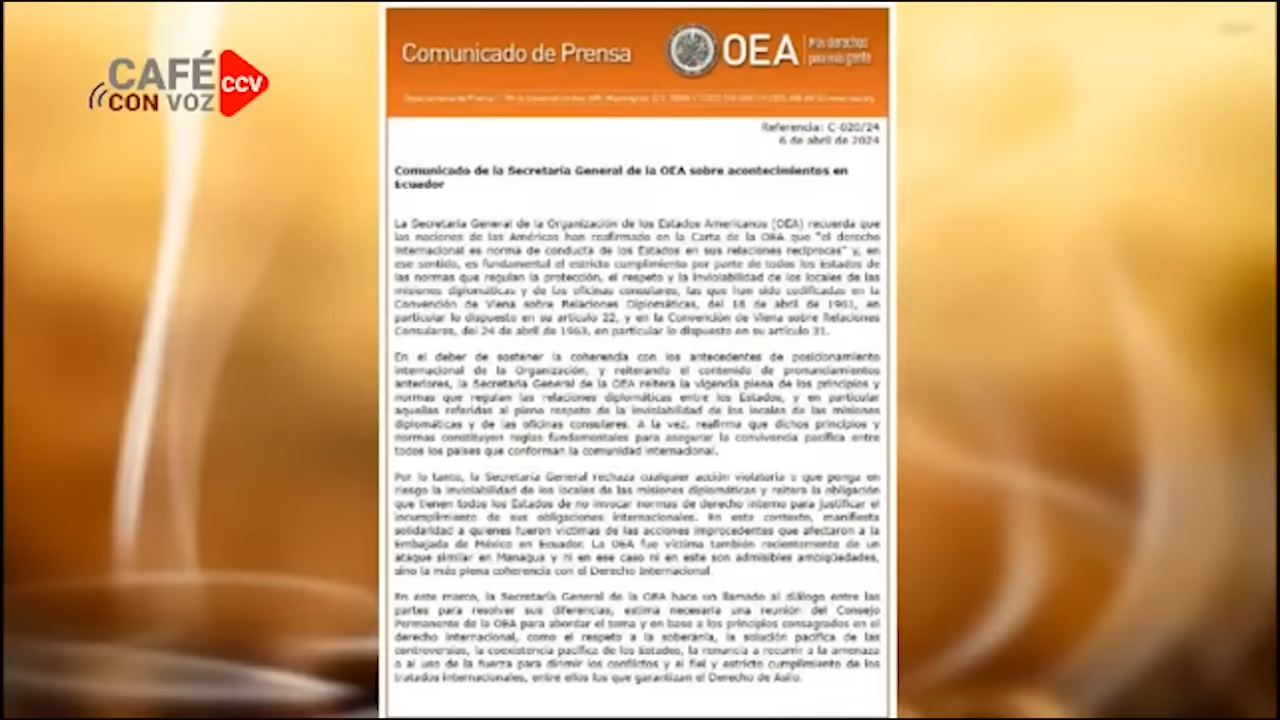 CAFÉ
CON VOZ
CCV
Comunicado de Prensa
OEA
Más derechos
para más gente
Referencia: C-020/24
6 de abril de 2024
Comunicado de la Secretaría General de la OEA sobre acontecimientos en
Ecuador
La Secretaría General de la Organización de los Estados Americanos (OEA) recuerda que
las naciones de las Américas han reafirmado en la Carta de la OEA que "el derecho
internacional es norma de conducta de los Estados en sus relaciones recíprocas" y, en
ese sentido, es fundamental el estricto cumplimiento por parte de todos los Estados de
las normas que regulan la protección, el respeto y la inviolabilidad de los locales de las
misiones diplomáticas y de las oficinas consulares, las que han sido codificadas en la
Convención de Viena sobre Relaciones Diplomáticas, del 18 de abril de 1961, en
particular lo dispuesto en su artículo 22, y en la Convención de Viena sobre Relaciones
Consulares, del 24 de abril de 1963, en particular lo dispuesto en su artículo 31.
En el deber de sostener la coherencia con los antecedentes de posicionamiento
internacional de la Organización, y reiterando el contenido de pronunciamientos
anteriores, la Secretaría General de la OEA reitera la vigencia plena de los principios y
normas que regulan las relaciones diplomáticas entre los Estados, y en particular
aquellas referidas al pleno respeto de la inviolabilidad de los locales de las misiones
diplomáticas y de las oficinas consulares. A la vez, reafirma que dichos principios y
normas constituyen reglas fundamentales para asegurar la convivencia pacífica entre
todos los países que conforman la comunidad internacional.
Por lo tanto, la Secretaría General rechaza cualquier acción violatoria o que ponga en
riesgo la inviolabilidad de los locales de las misiones diplomáticas y reitera la obligación
que tienen todos los Estados de no invocar normas de derecho interno para justificar el
incumplimiento de sus obligaciones internacionales. En este contexto, manifiesta
solidaridad a quienes fueron víctimas de las acciones improcedentes que afectaron a la
Embajada de México en Ecuador. La OEA fue víctima también recientemente de un
ataque similar en Managua y ni en ese caso ni en este son admisibles ambigüedades,
sino la más plena coherencia con el Derecho Internacional.
En este marco, la Secretaría General de la OEA hace un llamado al diálogo entre las
partes para resolver sus diferencias, estima necesaria una reunión del Consejo
Permanente de la OEA para abordar el tema y en base a los principios consagrados en el
derecho internacional, como el respeto a la soberanía, la solución pacífica de las
controversias, la coexistencia pacífica de los Estados, la renuncia a recurrir a la amenaza
o al uso de la fuerza para dirimir los conflictos y el fiel y estricto cumplimiento de los
tratados internacionales, entre ellos los que garantizan el Derecho de Asilo.